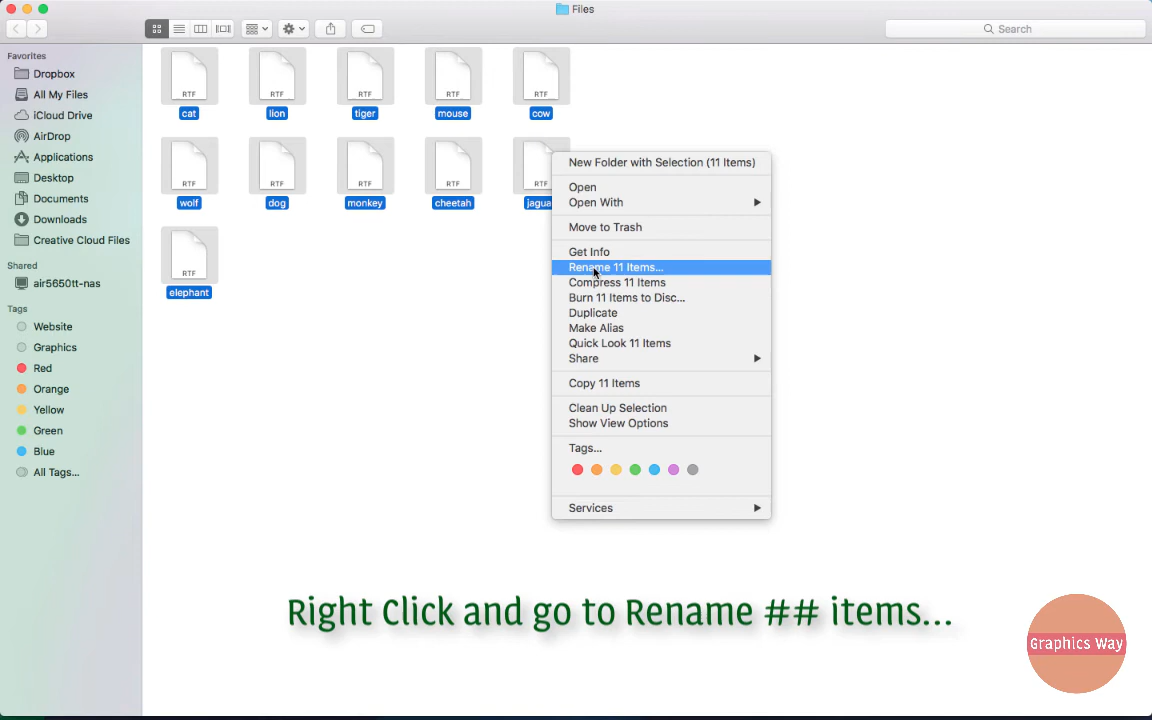 Files
Search
Favorites
Dropbox
All My Files
iCloud Drive
AirDrop
Applications
Desktop
Documents
Downloads
Creative Cloud Files
Shared
air5650tt-nas
Tags
Website
Graphics
Red
Orange
Yellow
Green
Blue
All Tags...
RTF RTF RTF RTF RTF
cat lion tiger mouse cow
RTF RTF RTF RTF RTF
wolf dog monkey cheetah jagua
RTF
elephant
New Folder with Selection (11 Items)
Open
Open With
Move to Trash
Get Info
Rename 11 Items...
Compress 11 Items
Burn 11 Items to Disc...
Duplicate
Make Alias
Quick Look 11 Items
Share
Copy 11 Items
Clean Up Selection
Show View Options
Tags...
Services
Right Click and go to Rename ## items...
Graphics Way